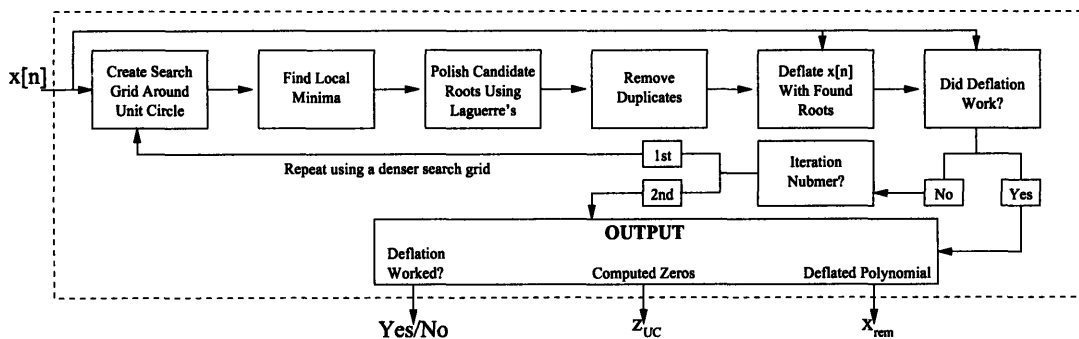 x[n]
Create Search
Grid Around
Unit Circle
Find Local
Minima
Polish Candidate
Roots Using
Laguerre's
Remove
Duplicates
Deflate x[n]
With Found
Roots
Did Deflation
Work?
Repeat using a denser search grid
1st
2nd
Iteration
Nubmer?
No
Yes
OUTPUT
Deflation
Worked?
Computed Zeros
Deflated Polynomial
Yes/No
z_UC
x_rem